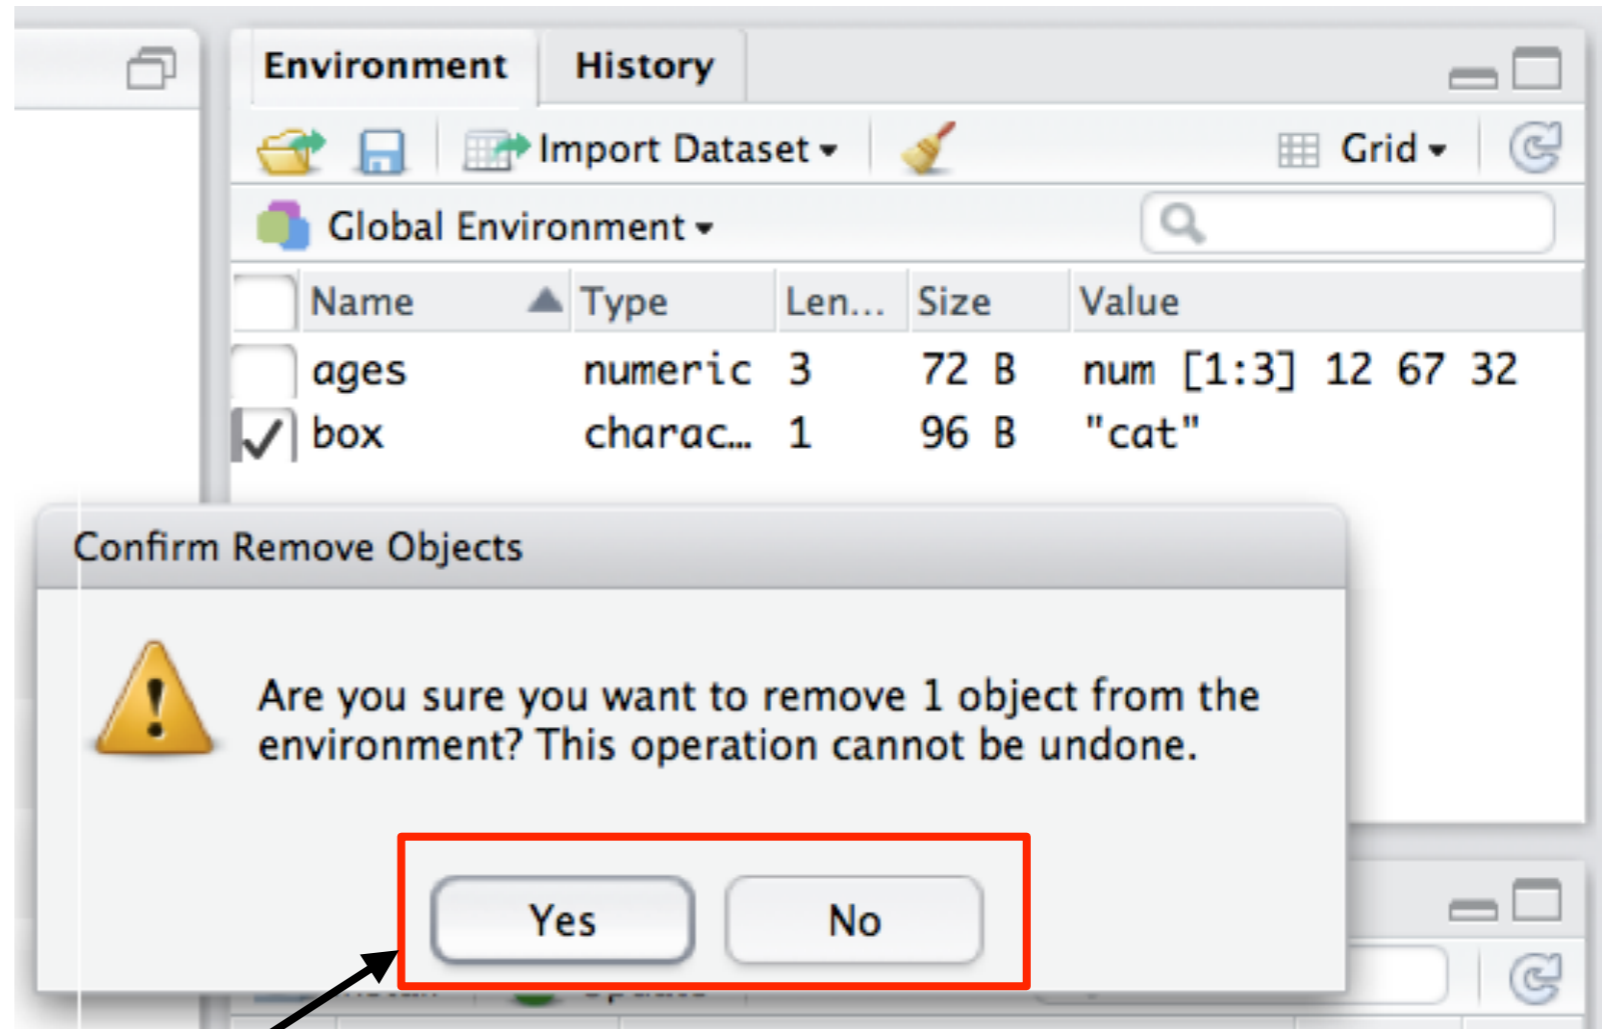 Environment History
Import Dataset Grid
Global Environment
Name Type Len... Size Value
ages numeric 3 72 B num [1:3] 12 67 32
box charac... 1 96 B "cat"
Confirm Remove Objects
Are you sure you want to remove 1 object from the
environment? This operation cannot be undone.
Yes No